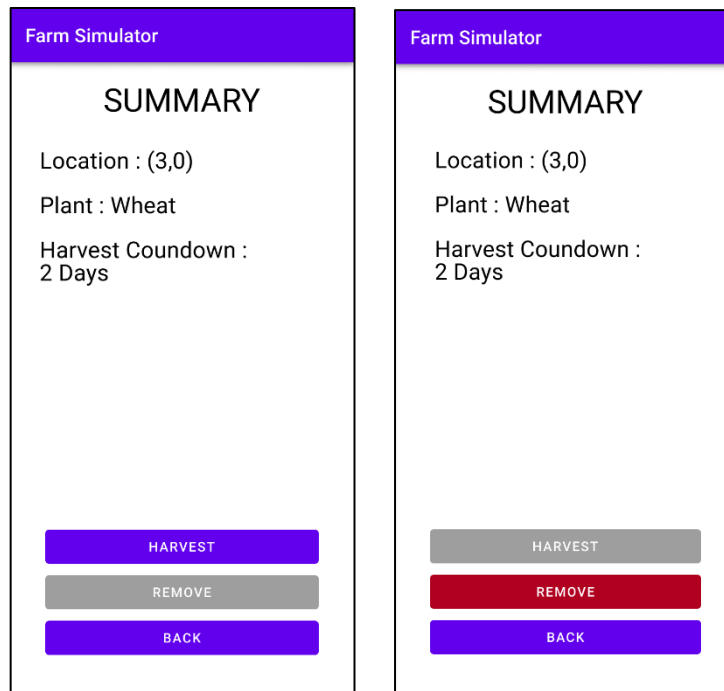 Farm Simulator
SUMMARY
Location : (3,0)
Plant : Wheat
Harvest Coundown :
2 Days
HARVEST
REMOVE
BACK
Farm Simulator
SUMMARY
Location : (3,0)
Plant : Wheat
Harvest Coundown :
2 Days
HARVEST
REMOVE
BACK